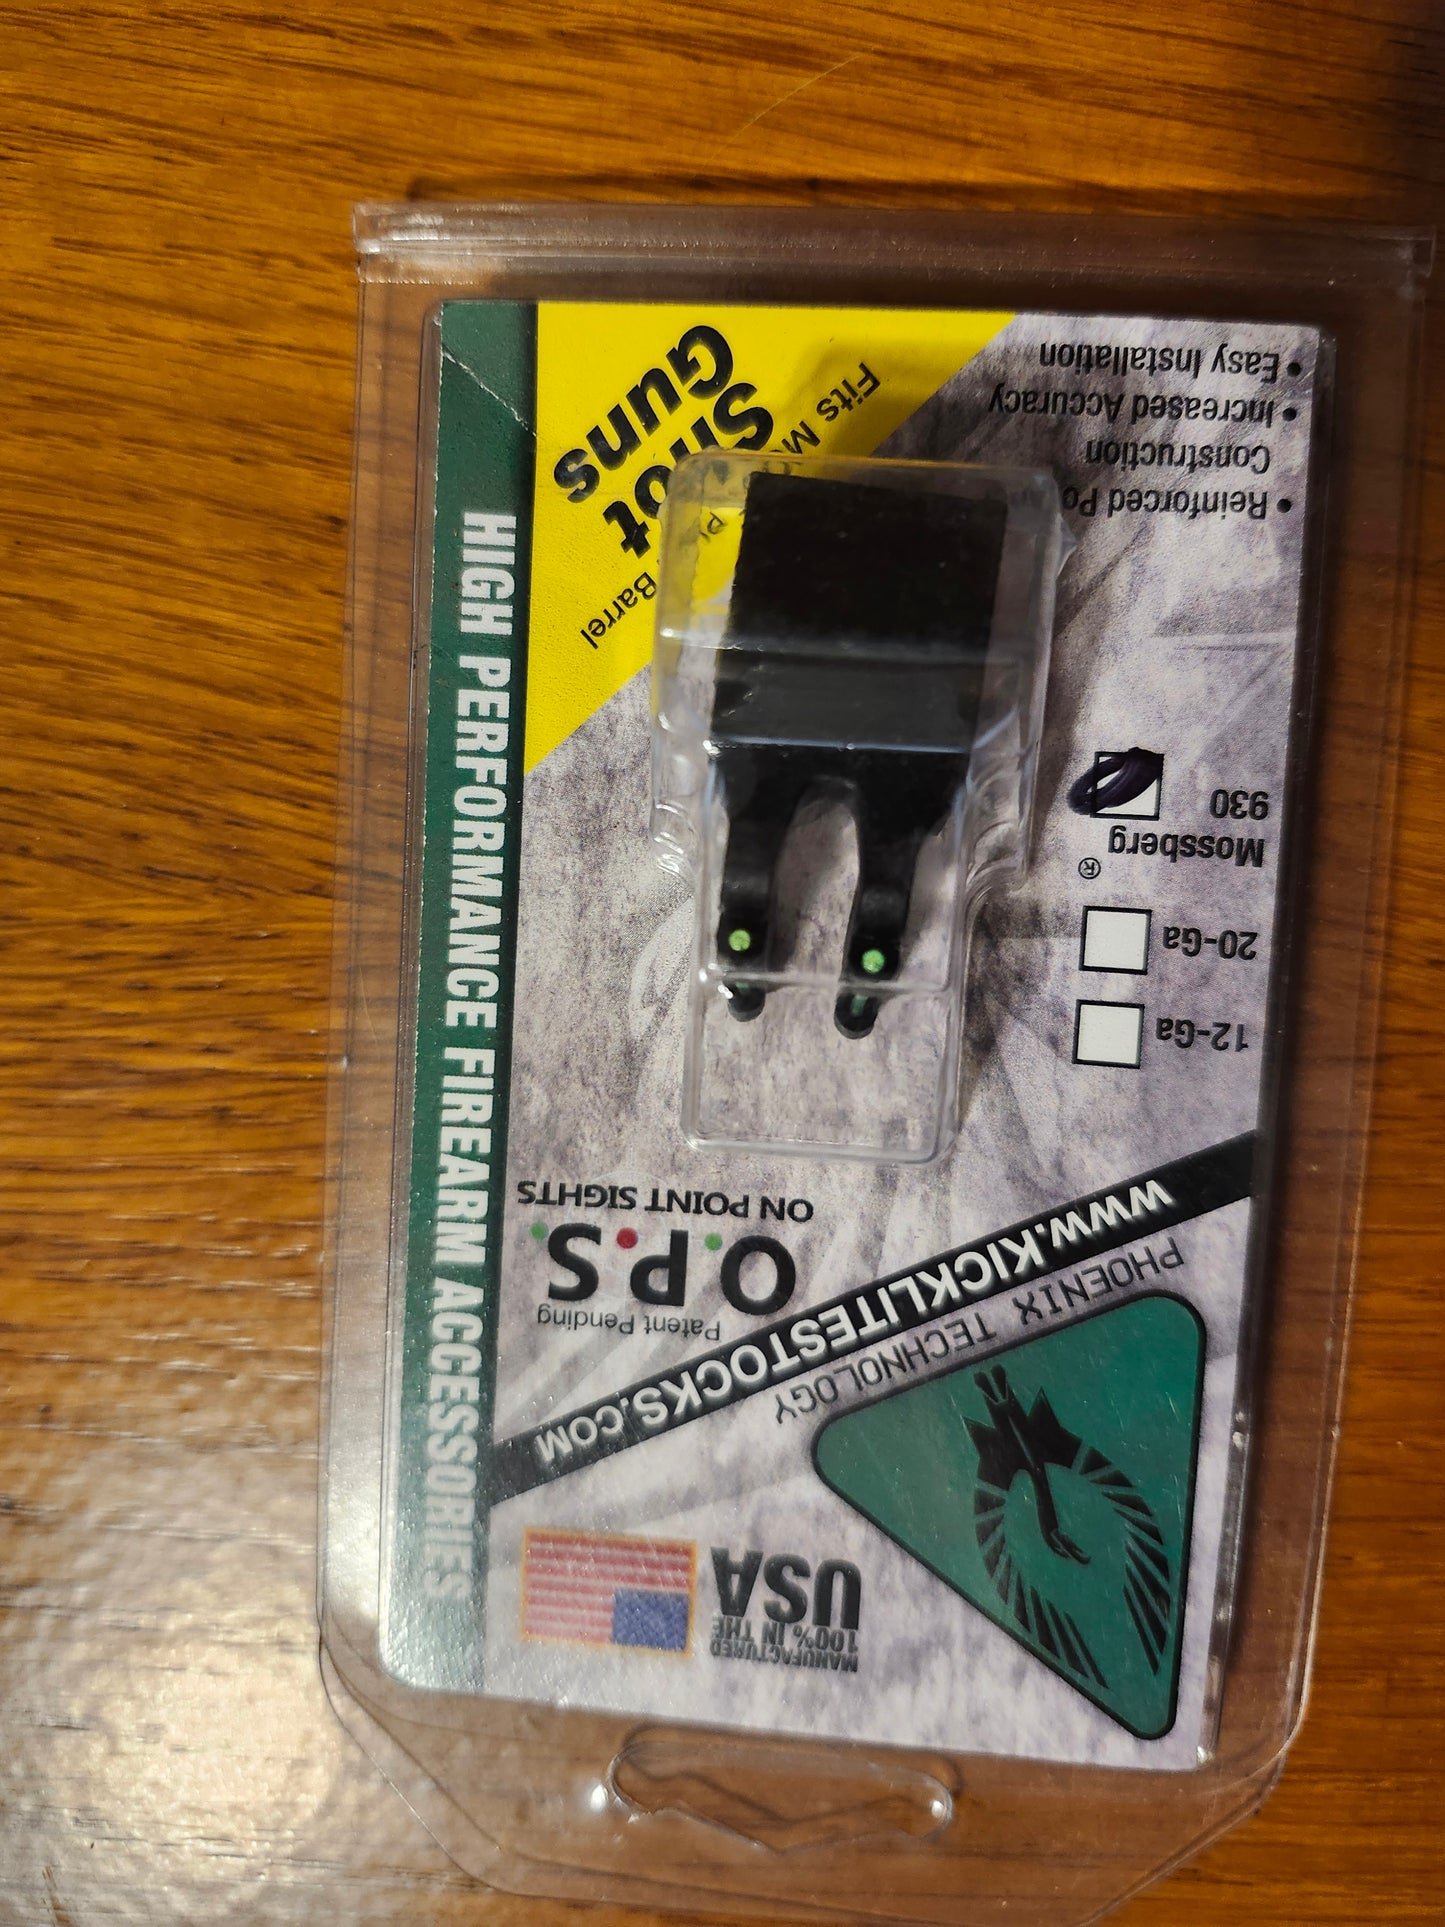 MANUFACTURED
100% IN THE
USA
PHOENIX TECHNOLOGY
WWW.KICKLITESTOCKS.COM
Patent Pending
O.P.S.
ON POINT SIGHTS
12-Ga
20-Ga
Mossberg®
930
• Reinforced
Construction
• Increased Accuracy
• Easy Installation
Fits
Barrel
Shot
Guns
HIGH PERFORMANCE FIREARM ACCESSORIES